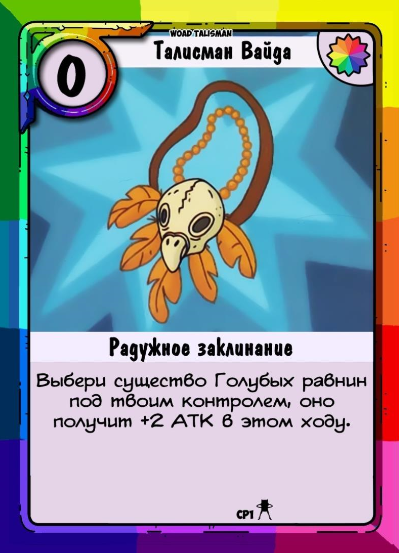 WOAD TALISMAN
Талисман Вайда
0
Радужное заклинание
Выбери существо Голубых равнин
под твоим контролем, оно
получит +2 АТК в этом ходу.
CP1